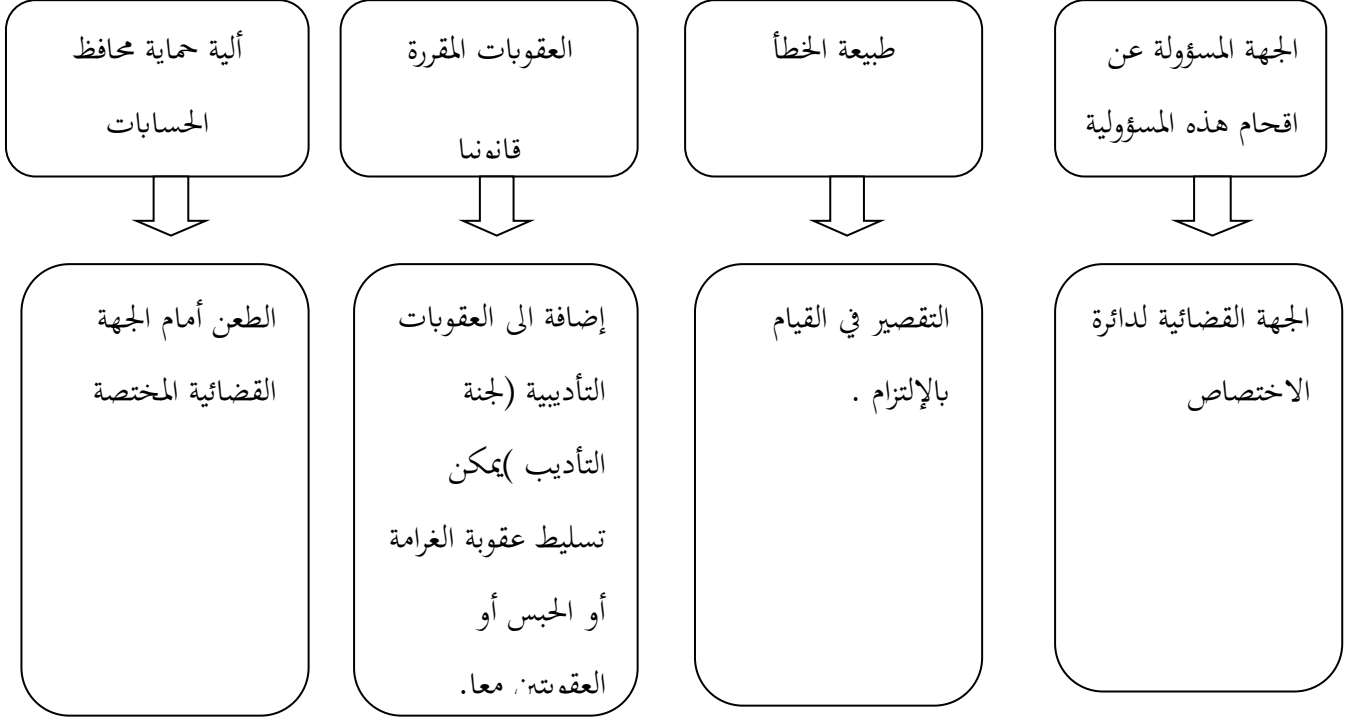 الجهة المسؤولة عن
اقحام هذه المسؤولية
طبيعة الخطأ
العقوبات المقررة
قانونيا
ألية حماية محافظ
الحسابات
الجهة القضائية لدائرة
الاختصاص
التقصير في القيام
بالإلتزام .
إضافة الى العقوبات
التأديبية (لجنة
التأديب )يمكن
تسليط عقوبة الغرامة
أو الحبس أو
العقوبتين معا.
الطعن أمام الجهة
القضائية المختصة